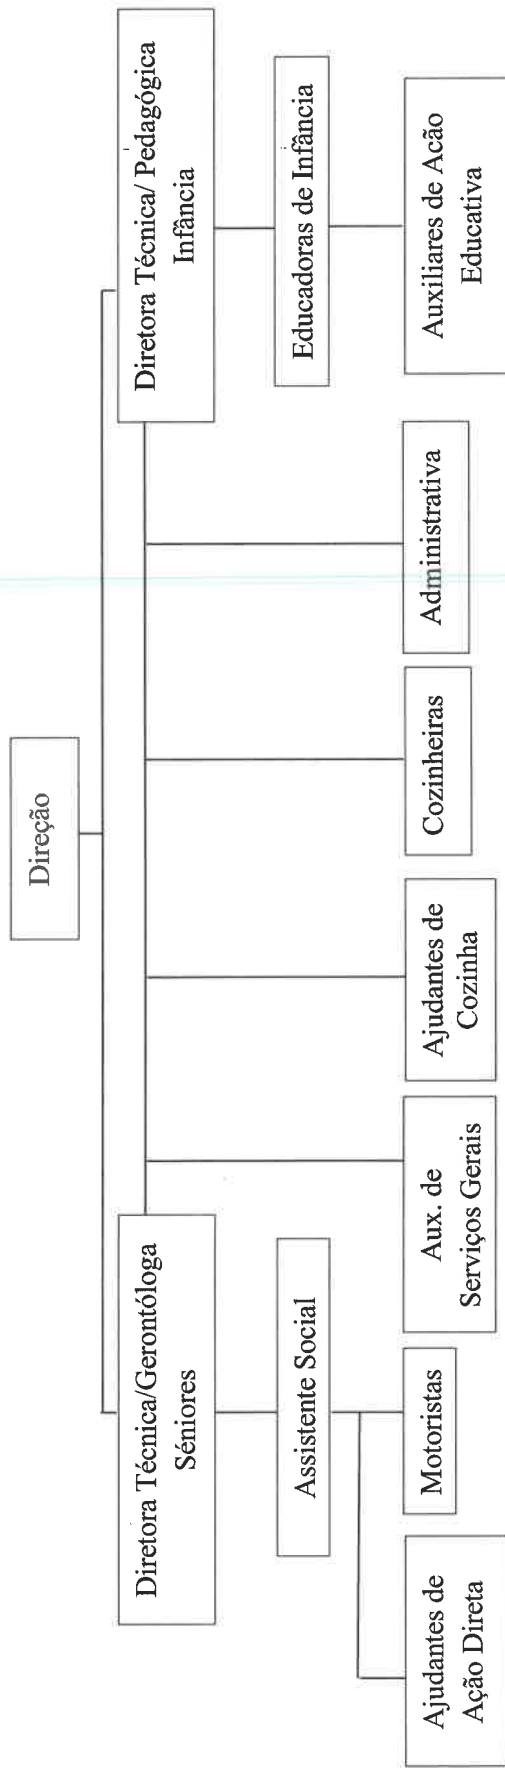 Direção
Diretora Técnica/Gerontóloga
Séniores
Diretora Técnica/ Pedagógica
Infância
Assistente Social
Educadoras de Infância
Ajudantes de
Ação Direta
Motoristas
Aux. de
Serviços Gerais
Ajudantes de
Cozinha
Cozinheiras
Administrativa
Auxiliares de Acão
Educativa